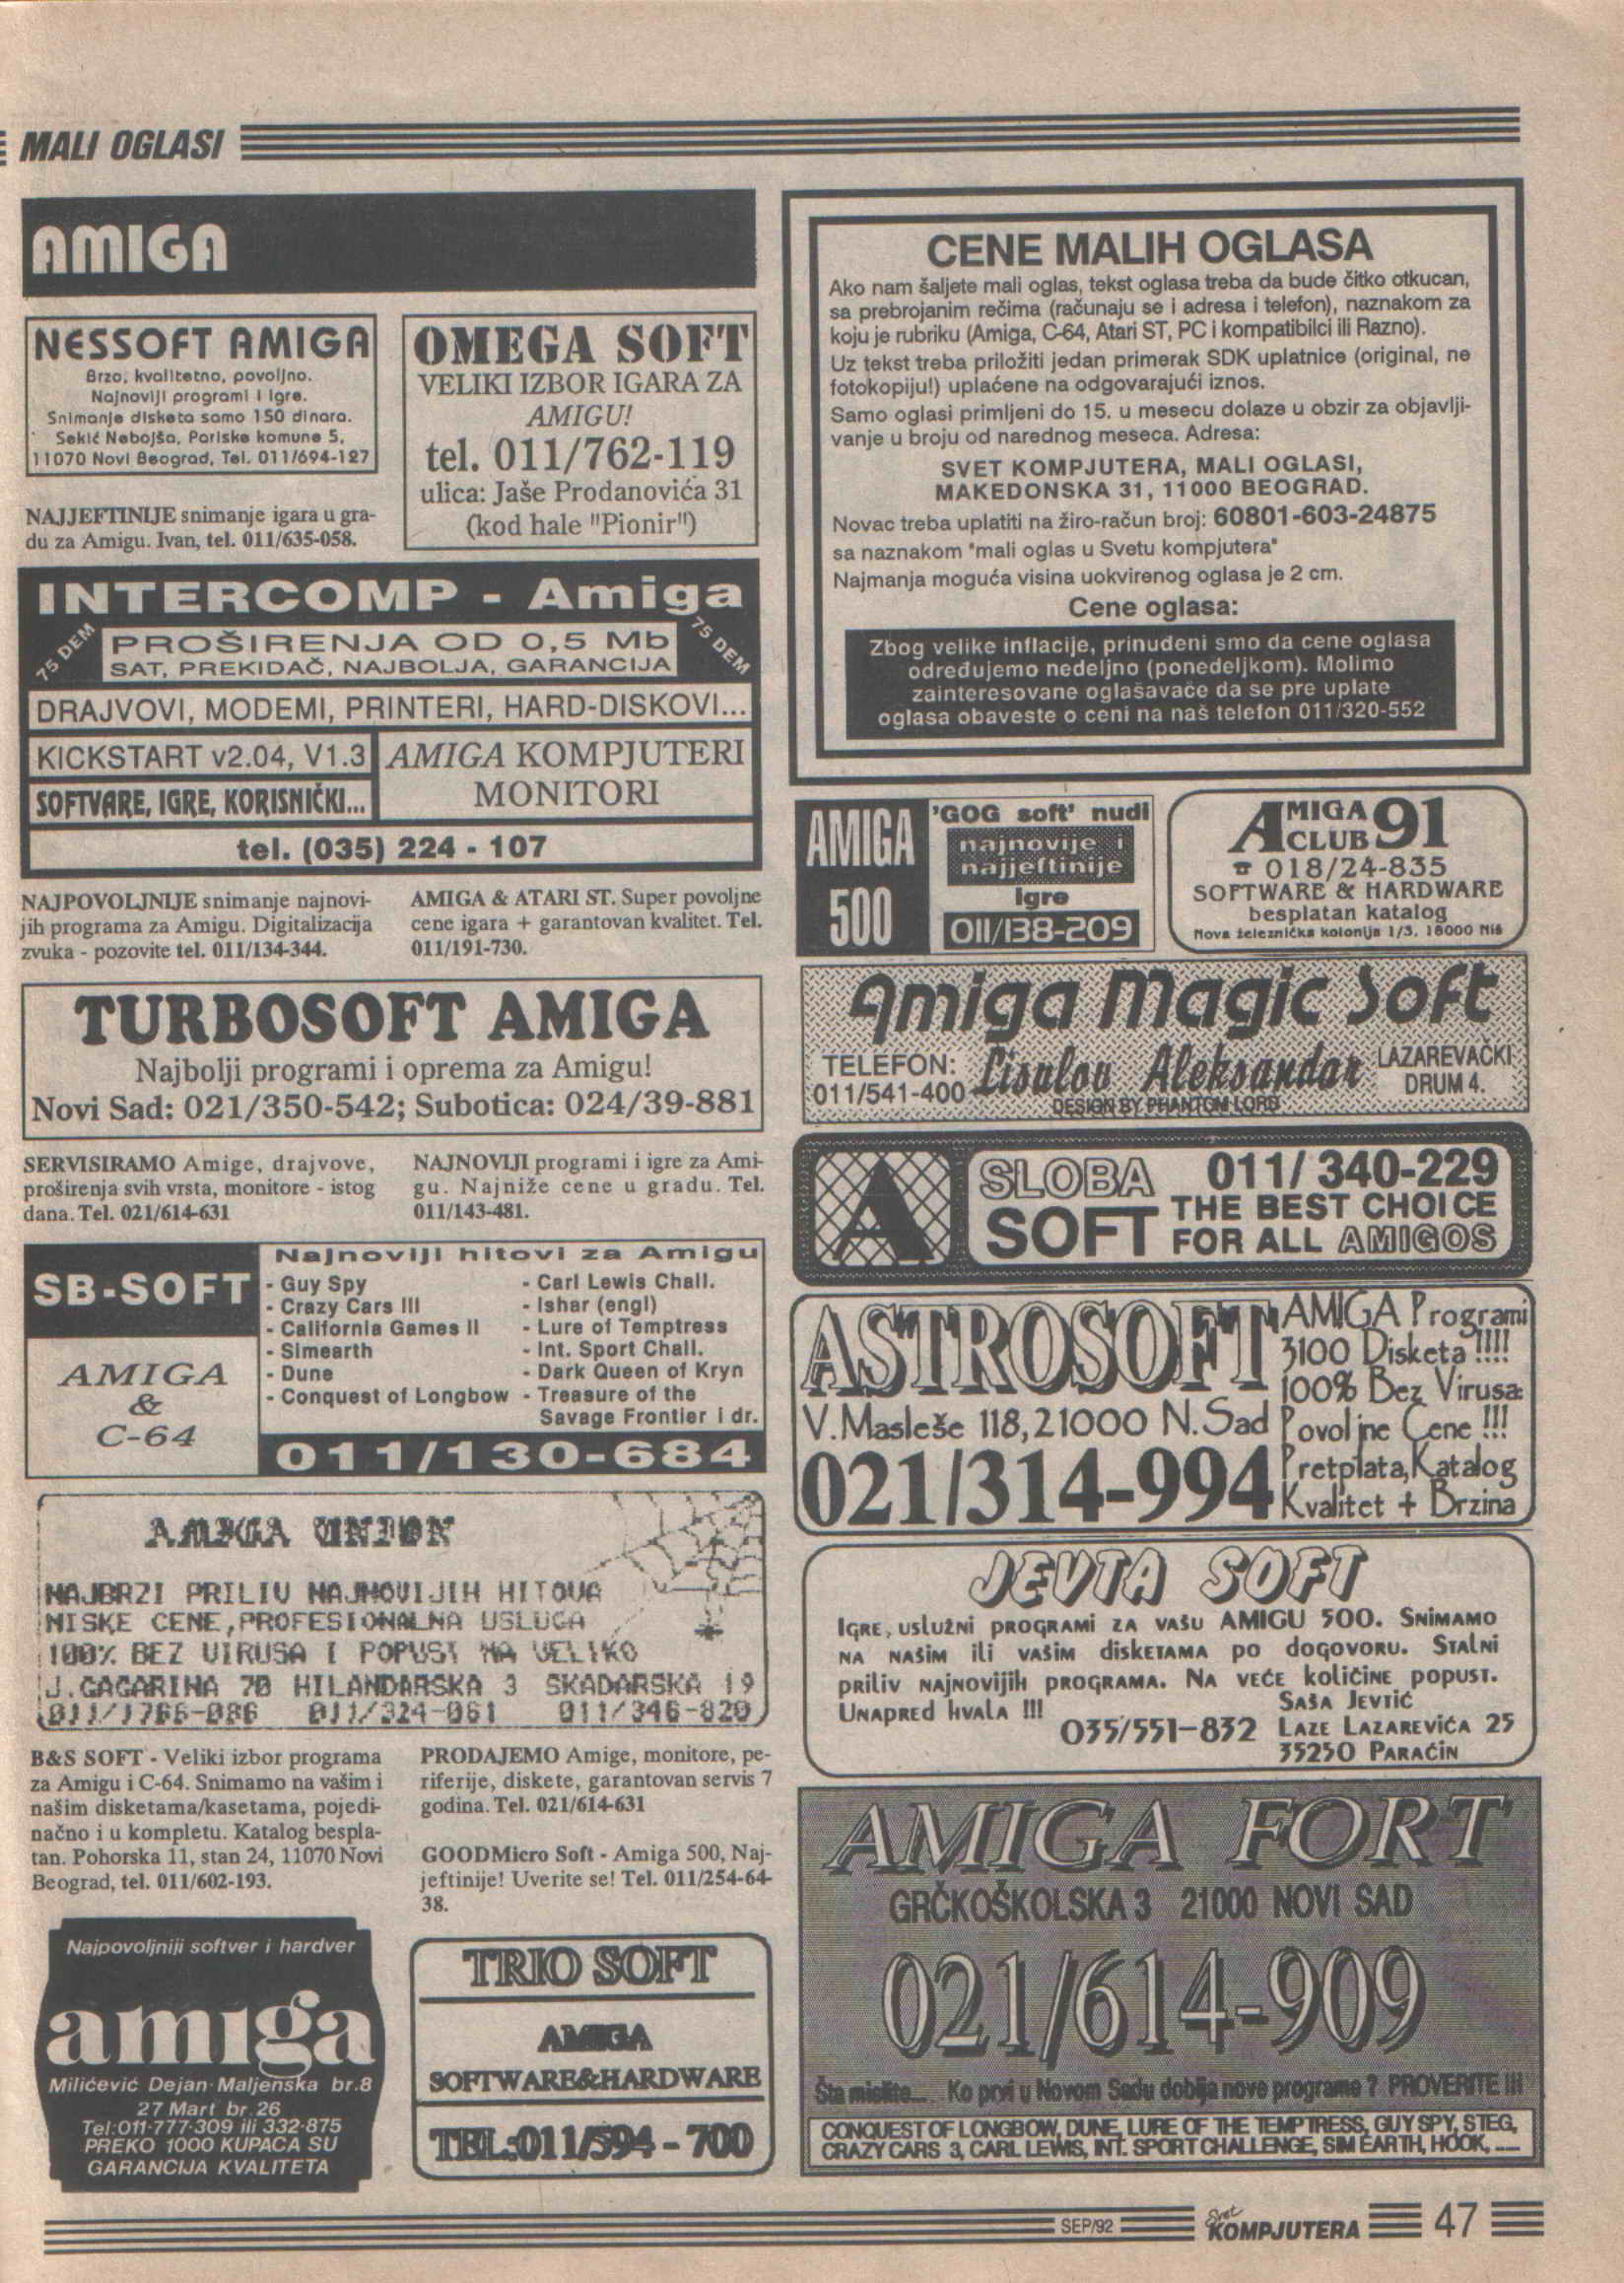 MALI OGLASI
AMIGA
NESSOFT AMIGA
Brzo, kvalitetno, povoljno.
Najnoviji programi i igre.
Snimanje disketa samo 150 dinara.
Sekić Nebojša, Pariske komune 5,
11070 Novi Beograd, Tel. 011/694-127
NAJJEFTINIJE snimanje igara u gra-
du za Amigu. Ivan, tel. 011/635-058.
OMEGA SOFT
VELIKI IZBOR IGARA ZA
AMIGU!
tel. 011/762-119
ulica: Jaše Prodanovića 31
(kod hale "Pionir")
INTERCOMP - Amiga
75 DEM
PROŠIRENJA OD 0,5 Mb
SAT, PREKIDAČ, NAJBOLJA, GARANCIJA
75 DEM
DRAJVOVI, MODEMI, PRINTERI, HARD-DISKOVI...
KICKSTART v2.04, V1.3
SOFTVARE, IGRE, KORISNIČKI...
AMIGA KOMPJUTERI
MONITORI
tel. (035) 224 - 107
NAJPOVOLJNIJE snimanje najnovi-
jih programa za Amigu. Digitalizacija
zvuka - pozovite tel. 011/134-344.
AMIGA & ATARI ST. Super povoljne
cene igara + garantovan kvalitet. Tel.
011/191-730.
TURBOSOFT AMIGA
Najbolji programi i oprema za Amigu!
Novi Sad: 021/350-542; Subotica: 024/39-881
SERVISIRAMO Amige, drajvove,
proširenja svih vrsta, monitore - istog
dana. Tel. 021/614-631
NAJNOVIJI programi i igre za Ami-
gu. Najniže cene u gradu. Tel.
011/143-481.
SB-SOFT
AMIGA
&
C-64
Najnoviji hitovi za Amigu
- Guy Spy
- Crazy Cars III
- California Games II
- Simearth
- Dune
- Conquest of Longbow
- Carl Lewis Chall.
- Ishar (engl)
- Lure of Temptress
- Int. Sport Chall.
- Dark Queen of Kryn
- Treasure of the
Savage Frontier i dr.
011/130-684
AMIGA UNION
NAJBRZI PRILIV NAJNOVIJIH HITOVA
NISKE CENE,PROFESIONALNA USLUGA
100% BEZ VIRUSA I POPUST NA VELIKO
J.GAGARINA 70 HILANDARSKA 3 SKADARSKA 19
011/1766-086 011/324-061 011/346-820
B&S SOFT - Veliki izbor programa
za Amigu i C-64. Snimamo na vašim i
našim disketama/kasetama, pojedi-
načno i u kompletu. Katalog bespla-
tan. Pohorska 11, stan 24, 11070 Novi
Beograd, tel. 011/602-193.
PRODAJEMO Amige, monitore, pe-
riferije, diskete, garantovan servis 7
godina. Tel. 021/614-631
GOODMicro Soft - Amiga 500, Naj-
jeftinije! Uverite se! Tel. 011/254-64-
38.
Najpovoljniji softver i hardver
amiga
Milićević Dejan-Maljenska br.8
27 Mart br.26
Tel:011-777-309 ili 332-875
PREKO 1000 KUPACA SU
GARANCIJA KVALITETA
TRIO SOFT
AMIGA
SOFTWARE&HARDWARE
TEL:011/594-700
CENE MALIH OGLASA
Ako nam šaljete mali oglas, tekst oglasa treba da bude čitko otkucan,
sa prebrojanim rečima (računaju se i adresa i telefon), naznakom za
koju je rubriku (Amiga, C-64, Atari ST, PC i kompatibilci ili Razno).
Uz tekst treba priložiti jedan primerak SDK uplatnice (original, ne
fotokopiju!) uplaćene na odgovarajući iznos.
Samo oglasi primljeni do 15. u mesecu dolaze u obzir za objavlji-
vanje u broju od narednog meseca. Adresa:
SVET KOMPJUTERA, MALI OGLASI,
MAKEDONSKA 31, 11000 BEOGRAD.
Novac treba uplatiti na žiro-račun broj: 60801-603-24875
sa naznakom "mali oglas u Svetu kompjutera"
Najmanja moguća visina uokvirenog oglasa je 2 cm.
Cene oglasa:
Zbog velike inflacije, prinuđeni smo da cene oglasa
određujemo nedeljno (ponedeljkom). Molimo
zainteresovane oglašavače da se pre uplate
oglasa obaveste o ceni na naš telefon 011/320-552
AMIGA
500
'GOG soft' nudi
najnovije i
najjeftinije
Igre
011/138-209
AMIGA
CLUB 91
☎ 018/24-835
SOFTWARE & HARDWARE
besplatan katalog
Nova železnička kolonija 1/3, 18000 Niš
Amiga Magic Soft
TELEFON:
011/541-400
Lisulov Aleksandar
LAZAREVAČKI
DRUM 4.
DESIGN BY PHANTOM LORD
A
SLOBA
SOFT
011/ 340-229
THE BEST CHOICE
FOR ALL AMIGOS
ASTROSOFT
V.Masleše 118,21000 N.Sad
021/314-994
AMIGA Programi
3100 Disketa !!!!
100% Bez Virusa
Povoljne Cene !!!
Pretplata,Katalog
Kvalitet + Brzina
JEVTA SOFT
IGRE, uslužni PROGRAMI ZA VAŠU AMIGU 500. SNIMAMO
NA NAŠIM ili VAŠIM disketama po dogovoru. Stalni
priliv NAJNOVIJIH PROGRAMA. NA VEĆE količine popust.
UNAPRED HVALA !!!
035/551-832
SAŠA JEVTIĆ
LAZE LAZAREVIĆA 25
35250 PARAĆIN
AMIGA FORT
GRČKOŠKOLSKA 3 21000 NOVI SAD
021/614-909
Šta mislite... Ko prvi u Novom Sadu dobija nove programe ? PROVERITE !!!
CONQUEST OF LONGBOW, DUNE, LURE OF THE TEMPTRESS, GUY SPY, STEG,
CRAZY CARS 3, CARL LEWIS, INT. SPORT CHALLENGE, SIM EARTH, HOOK, .....
SEP/92
Svet KOMPJUTERA
47